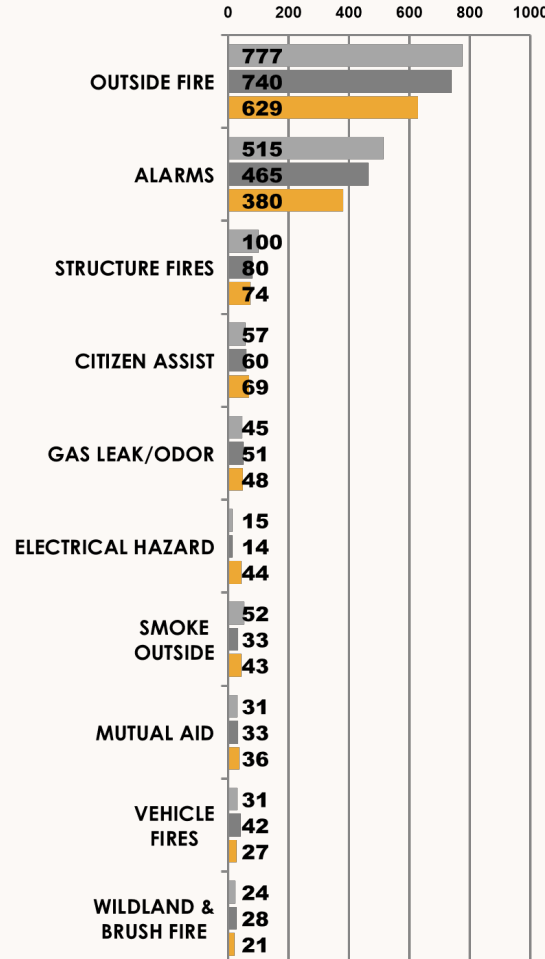 0 200 400 600 800 1000
777
OUTSIDE FIRE 740
629
515
ALARMS 465
380
100
STRUCTURE FIRES 80
74
57
CITIZEN ASSIST 60
69
45
GAS LEAK/ODOR 51
48
15
ELECTRICAL HAZARD 14
44
52
SMOKE
OUTSIDE
33
43
31
MUTUAL AID 33
36
31
VEHICLE
FIRES
42
27
24
WILDLAND &
BRUSH FIRE
28
21